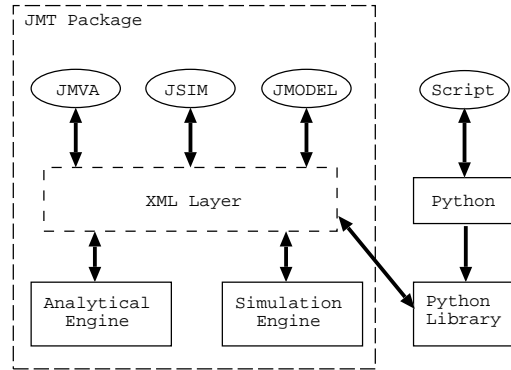 JMT Package
JMVA
JSIM
JMODEL
Script
XML Layer
Python
Analytical
Engine
Simulation
Engine
Python
Library